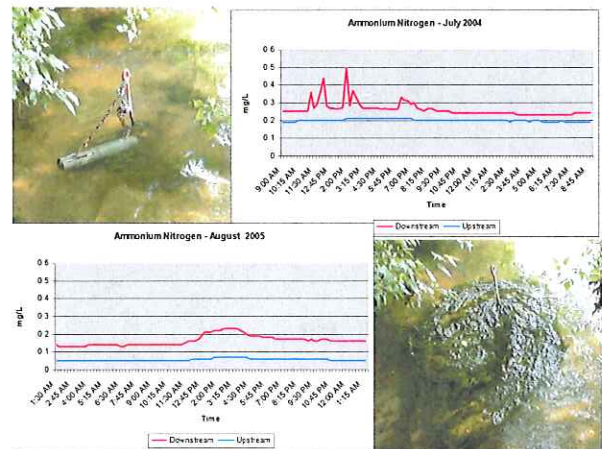 Ammonium Nitrogen - July 2004
mg/L
0.6
0.5
0.4
0.3
0.2
0.1
0
9:00 AM
10:15 AM
11:30 AM
12:45 PM
2:00 PM
3:15 PM
4:30 PM
5:45 PM
7:00 PM
8:15 PM
9:30 PM
10:45 PM
12:00 AM
1:15 AM
2:30 AM
3:45 AM
5:00 AM
6:15 AM
7:30 AM
8:45 AM
Time
Downstream Upstream
Ammonium Nitrogen - August 2005
mg/L
0.6
0.5
0.4
0.3
0.2
0.1
0
1:30 AM
2:45 AM
4:00 AM
5:15 AM
6:30 AM
7:45 AM
9:00 AM
10:15 AM
11:30 AM
12:45 PM
2:00 PM
3:15 PM
4:30 PM
5:45 PM
7:00 PM
8:15 PM
9:30 PM
10:45 PM
12:00 AM
1:15 AM
Time
Downstream Upstream